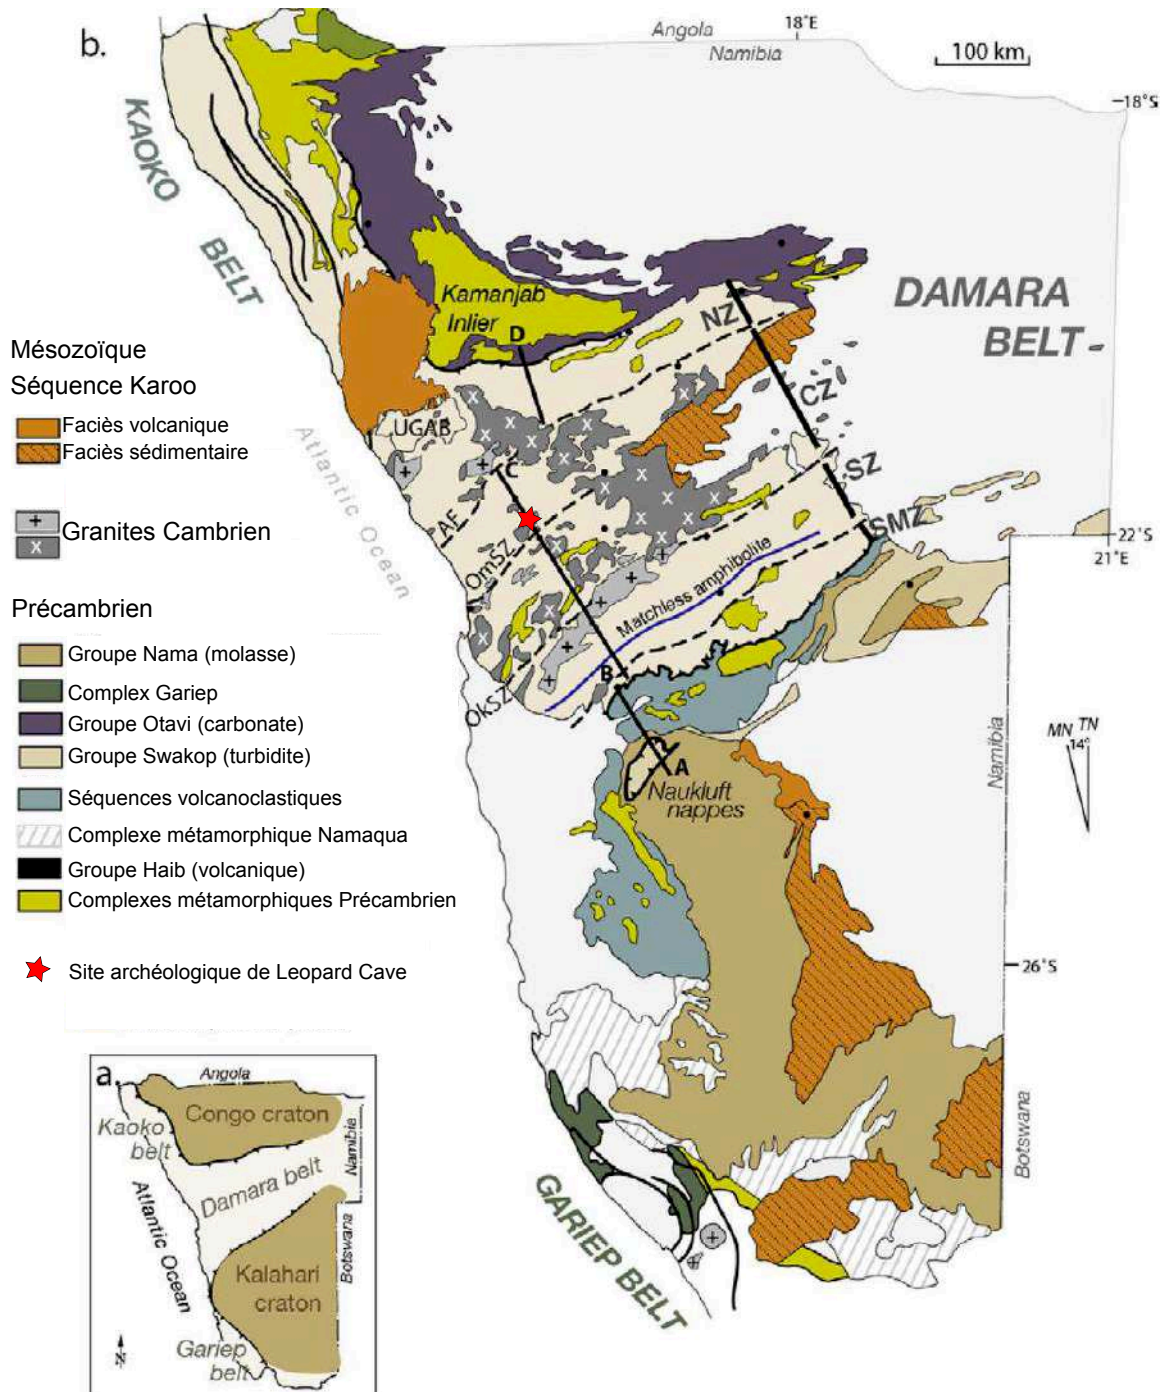 b.
Angola
Namibia
18°E
100 km
18°S
KAOKO
BELT
Kamanjab
Inlier
D
NZ
DAMARA
BELT
CZ
SZ
SMZ
22°S
21°E
UGAB
C
AF
OmSZ
OkSZ
Matchless amphibolite
B
A
Naukluft
nappes
Atlantic Ocean
MN TN
14°
Namibia
26°S
Botswana
GARIEP BELT
Mésozoïque
Séquence Karoo
Faciès volcanique
Faciès sédimentaire
Granites Cambrien
Précambrien
Groupe Nama (molasse)
Complex Gariep
Groupe Otavi (carbonate)
Groupe Swakop (turbidite)
Séquences volcanoclastiques
Complexe métamorphique Namaqua
Groupe Haib (volcanique)
Complexes métamorphiques Précambrien
Site archéologique de Leopard Cave
a.
Angola
Congo craton
Kaoko
belt
Namibia
Damara belt
Atlantic Ocean
Botswana
Kalahari
craton
Gariep
belt
N